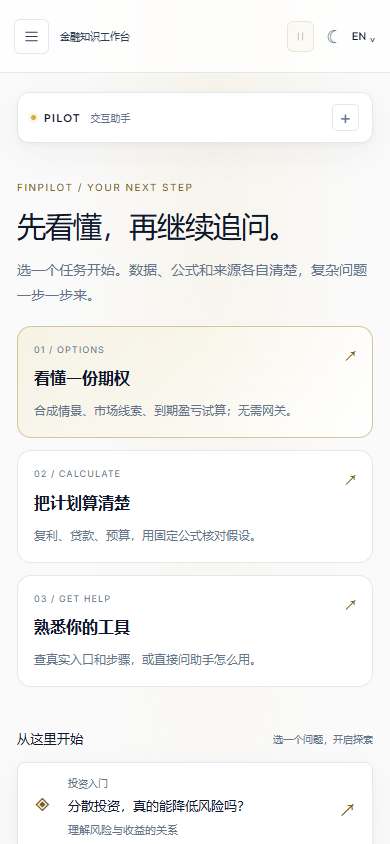 金融知识工作台
EN
PILOT 交互助手
FINPILOT / YOUR NEXT STEP
先看懂，再继续追问。
选一个任务开始。数据、公式和来源各自清楚，复杂问题
一步一步来。
01 / OPTIONS
看懂一份期权
合成情景、市场线索、到期盈亏试算；无需网关。
02 / CALCULATE
把计划算清楚
复利、贷款、预算，用固定公式核对假设。
03 / GET HELP
熟悉你的工具
查真实入口和步骤，或直接问助手怎么用。
从这里开始
选一个问题，开启探索
投资入门
分散投资，真的能降低风险吗？
理解风险与收益的关系